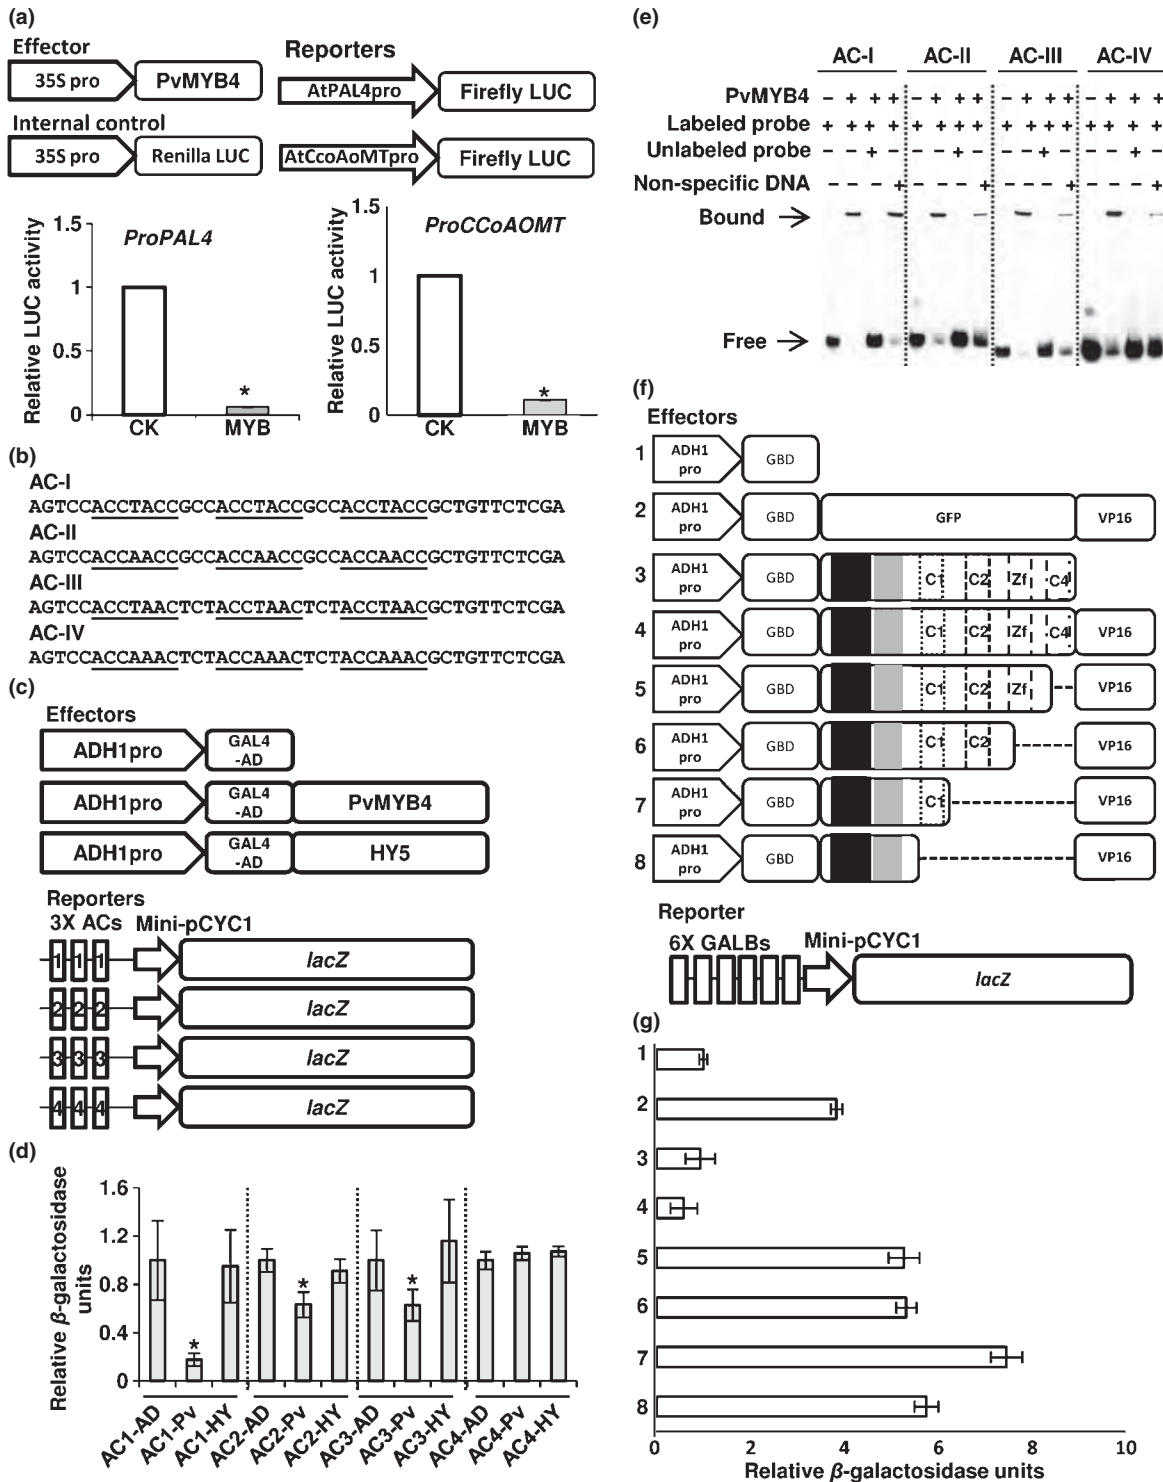 (a)
Effector
35S pro PvMYB4
Internal control
35S pro Renilla LUC
Reporters
AtPAL4pro Firefly LUC
AtCcoAoMTpro Firefly LUC
Relative LUC activity
1.5
1
0.5
0
ProPAL4
*
CK MYB
Relative LUC activity
1.5
1
0.5
0
ProCCoAOMT
*
CK MYB
(b)
AC-I
AGTCCACCTACCGCCACCTACCGCCACCTACCGCTGTTCTCGA
AC-II
AGTCCACCAACCGCCACCAACCGCCACCAACCGCTGTTCTCGA
AC-III
AGTCCACCTAACTCTACCTAACTCTACCTAACGCTGTTCTCGA
AC-IV
AGTCCACCAAACTCTACCAAACTCTACCAAACGCTGTTCTCGA
(c)
Effectors
ADH1pro GAL4 -AD
ADH1pro GAL4 -AD PvMYB4
ADH1pro GAL4 -AD HY5
Reporters
3X ACs Mini-pCYC1
1 1 1 lacZ
2 2 2 lacZ
3 3 3 lacZ
4 4 4 lacZ
(d)
Relative β-galactosidase units
1.6
1.2
0.8
0.4
0
* * *
AC1-AD AC1-Pv AC1-HY AC2-AD AC2-Pv AC2-HY AC3-AD AC3-Pv AC3-HY AC4-AD AC4-Pv AC4-HY
(e)
AC-I AC-II AC-III AC-IV
PvMYB4 – + + + – + + + – + + + – + + +
Labeled probe + + + + + + + + + + + + + + + +
Unlabeled probe – – + – – – + – – – + – – – + –
Non-specific DNA – – – + – – – + – – – + – – – +
Bound
Free
(f)
Effectors
1 ADH1 pro GBD
2 ADH1 pro GBD GFP VP16
3 ADH1 pro GBD C1 C2 Zf C4
4 ADH1 pro GBD C1 C2 Zf C4 VP16
5 ADH1 pro GBD C1 C2 Zf VP16
6 ADH1 pro GBD C1 C2 VP16
7 ADH1 pro GBD C1 VP16
8 ADH1 pro GBD VP16
Reporter
6X GALBs Mini-pCYC1
lacZ
(g)
1
2
3
4
5
6
7
8
0 2 4 6 8 10
Relative β-galactosidase units